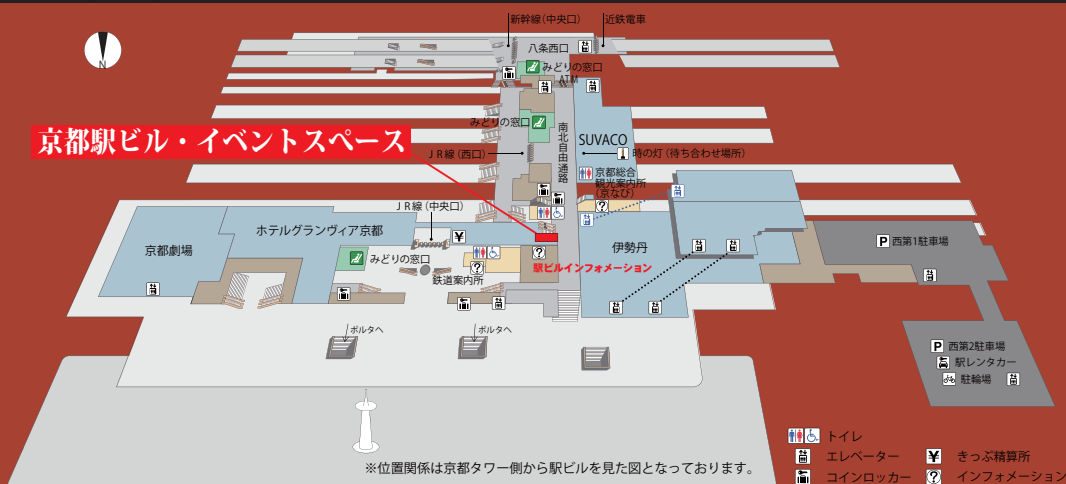 新幹線(中央口)
近鉄電車
N
八条西口
みどりの窓口
ATM
みどりの窓口
京都駅ビル・イベントスペース
南北自由通路
SUVACO
ＪＲ線(西口)
時の灯(待ち合わせ場所)
京都総合
観光案内所
(京なび)
ＪＲ線(中央口)
ホテルグランヴィア京都
¥
?
京都劇場
伊勢丹
P 西第1駐車場
みどりの窓口
?
?
駅ビルインフォメーション
鉄道案内所
ポルタへ
ポルタへ
P 西第2駐車場
駅レンタカー
駐輪場
トイレ
エレベーター
¥ きっぷ精算所
コインロッカー
? インフォメーション
※位置関係は京都タワー側から駅ビルを見た図となっております。